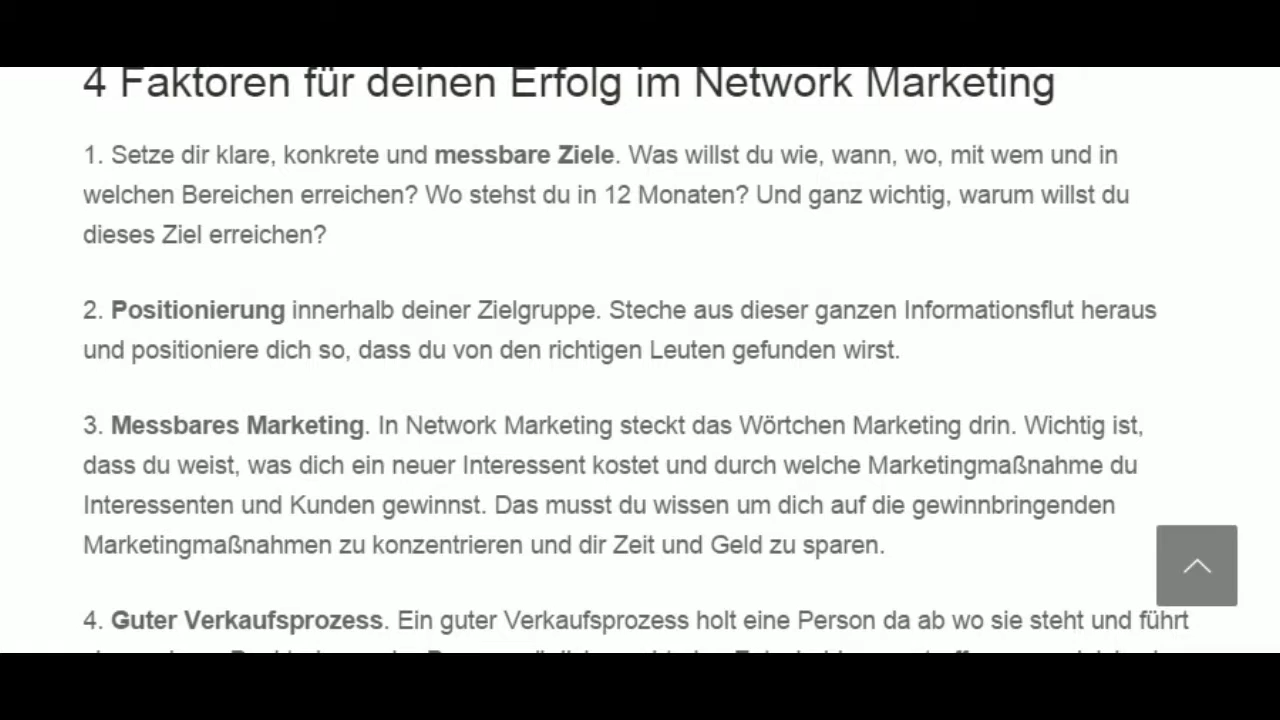 4 Faktoren für deinen Erfolg im Network Marketing
1. Setze dir klare, konkrete und messbare Ziele. Was willst du wie, wann, wo, mit wem und in
welchen Bereichen erreichen? Wo stehst du in 12 Monaten? Und ganz wichtig, warum willst du
dieses Ziel erreichen?
2. Positionierung innerhalb deiner Zielgruppe. Steche aus dieser ganzen Informationsflut heraus
und positioniere dich so, dass du von den richtigen Leuten gefunden wirst.
3. Messbares Marketing. In Network Marketing steckt das Wörtchen Marketing drin. Wichtig ist,
dass du weist, was dich ein neuer Interessent kostet und durch welche Marketingmaßnahme du
Interessenten und Kunden gewinnst. Das musst du wissen um dich auf die gewinnbringenden
Marketingmaßnahmen zu konzentrieren und dir Zeit und Geld zu sparen.
4. Guter Verkaufsprozess. Ein guter Verkaufsprozess holt eine Person da ab wo sie steht und führt